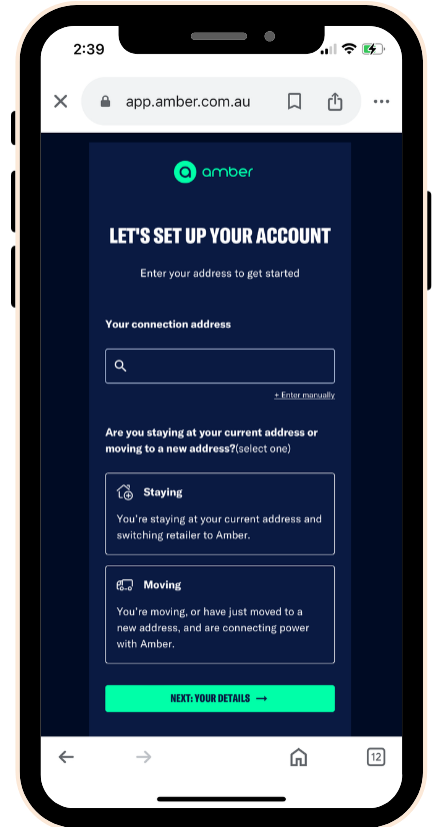 2:39
app.amber.com.au
amber
LET'S SET UP YOUR ACCOUNT
Enter your address to get started
Your connection address
+ Enter manually
Are you staying at your current address or
moving to a new address?(select one)
Staying
You're staying at your current address and
switching retailer to Amber.
Moving
You're moving, or have just moved to a
new address, and are connecting power
with Amber.
NEXT: YOUR DETAILS →
12